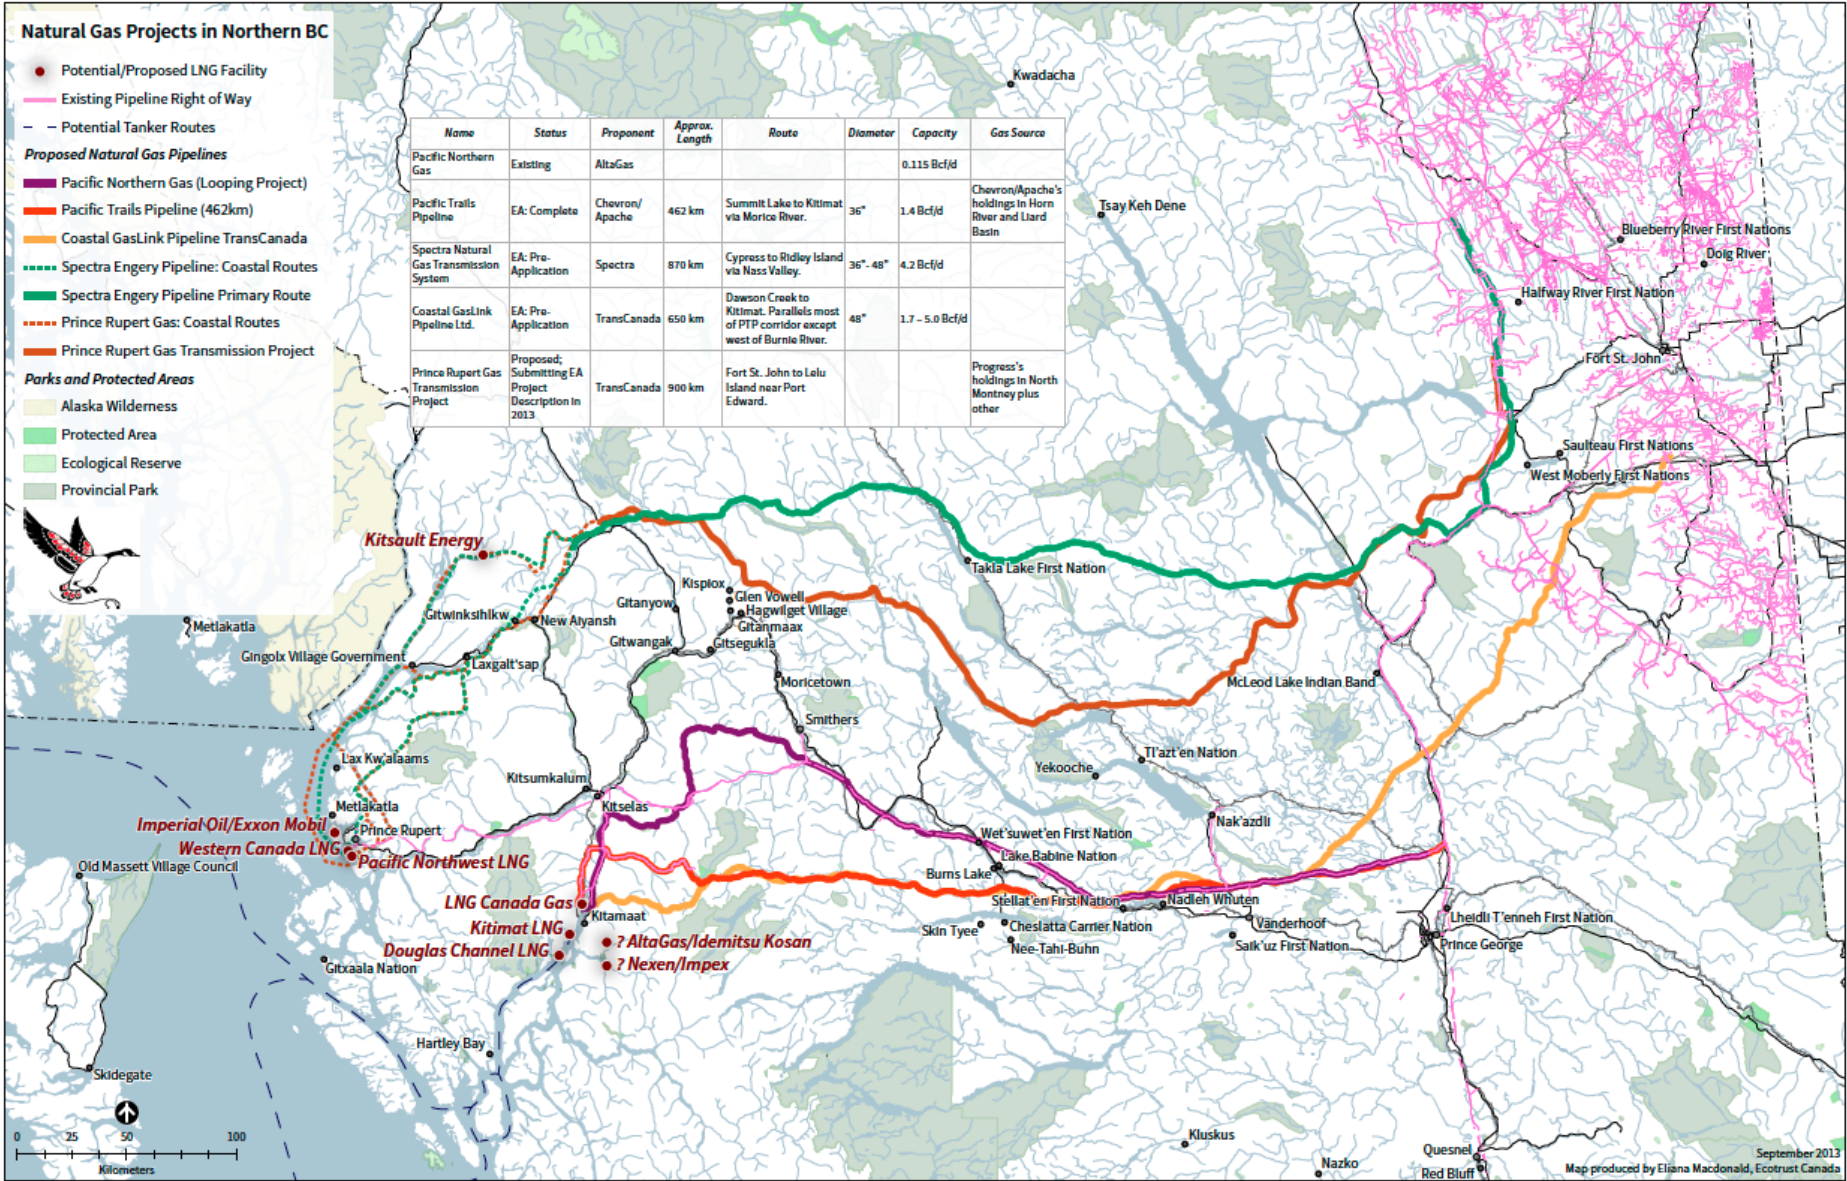 Natural Gas Projects in Northern BC
Potential/Proposed LNG Facility
Existing Pipeline Right of Way
Potential Tanker Routes
Proposed Natural Gas Pipelines
Pacific Northern Gas (Looping Project)
Pacific Trails Pipeline (462km)
Coastal GasLink Pipeline TransCanada
Spectra Engery Pipeline: Coastal Routes
Spectra Engery Pipeline Primary Route
Prince Rupert Gas: Coastal Routes
Prince Rupert Gas Transmission Project
Parks and Protected Areas
Alaska Wilderness
Protected Area
Ecological Reserve
Provincial Park
Name Status Proponent Approx. Length Route Diameter Capacity Gas Source
Pacific Northern Gas Existing AltaGas 0.115 Bcf/d
Pacific Trails Pipeline EA: Complete Chevron/ Apache 462 km Summit Lake to Kitimat via Morice River. 36" 1.4 Bcf/d Chevron/Apache's holdings in Horn River and Liard Basin
Spectra Natural Gas Transmission System EA: Pre-Application Spectra 870 km Cypress to Ridley Island via Nass Valley. 36"- 48" 4.2 Bcf/d
Coastal GasLink Pipeline Ltd. EA: Pre-Application TransCanada 650 km Dawson Creek to Kitimat. Parallels most of PTP corridor except west of Burnie River. 48" 1.7 – 5.0 Bcf/d
Prince Rupert Gas Transmission Project Proposed; Submitting EA Project Description in 2013 TransCanada 900 km Fort St. John to Lelu Island near Port Edward. Progress's holdings in North Montney plus other
Kwadacha
Tsay Keh Dene
Blueberry River First Nations
Doig River
Halfway River First Nation
Fort St. John
Saulteau First Nations
West Moberly First Nations
Kitsault Energy
Takla Lake First Nation
Kispiox
Glen Vowell
Hagwilget Village
Gitanmaax
Gitanyow
Gitwinksihlkw
New Aiyansh
Gitwangak
Gitsegukla
Metlakatla
Gingolx Village Government
Laxgalt'sap
Moricetown
McLeod Lake Indian Band
Smithers
Tl'azt'en Nation
Yekooche
Lax Kw'alaams
Kitsumkalum
Kitselas
Metlakatla
Imperial Oil/Exxon Mobil
Prince Rupert
Western Canada LNG
Pacific Northwest LNG
Nak'azdli
Wet'suwet'en First Nation
Lake Babine Nation
Burns Lake
Old Massett Village Council
LNG Canada Gas
Kitamaat
Stellat'en First Nation
Nadleh Whuten
Kitimat LNG
? AltaGas/Idemitsu Kosan
Skin Tyee
Cheslatta Carrier Nation
Vanderhoof
Lheidli T'enneh First Nation
Douglas Channel LNG
? Nexen/Impex
Nee-Tahi-Buhn
Saik'uz First Nation
Prince George
Gitxaala Nation
Hartley Bay
Skidegate
0 25 50 100
Kilometers
Kluskus
Nazko
Quesnel
Red Bluff
September 2013
Map produced by Eliana Macdonald, Ecotrust Canada